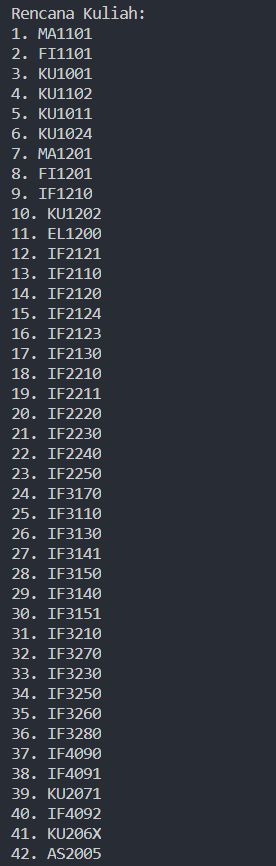 Rencana Kuliah:
1. MA1101
2. FI1101
3. KU1001
4. KU1102
5. KU1011
6. KU1024
7. MA1201
8. FI1201
9. IF1210
10. KU1202
11. EL1200
12. IF2121
13. IF2110
14. IF2120
15. IF2124
16. IF2123
17. IF2130
18. IF2210
19. IF2211
20. IF2220
21. IF2230
22. IF2240
23. IF2250
24. IF3170
25. IF3110
26. IF3130
27. IF3141
28. IF3150
29. IF3140
30. IF3151
31. IF3210
32. IF3270
33. IF3230
34. IF3250
35. IF3260
36. IF3280
37. IF4090
38. IF4091
39. KU2071
40. IF4092
41. KU206X
42. AS2005